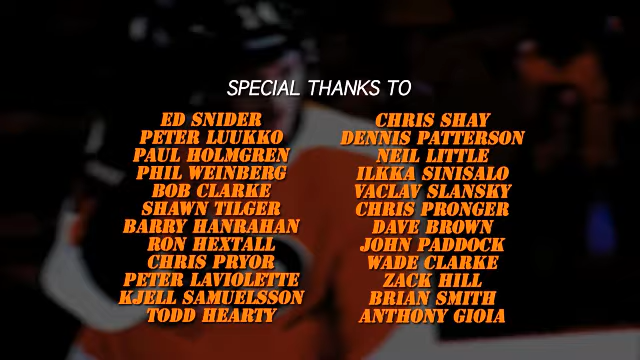 SPECIAL THANKS TO
ED SNIDER
PETER LUUKKO
PAUL HOLMGREN
PHIL WEINBERG
BOB CLARKE
SHAWN TILGER
BARRY HANRAHAN
RON HEXTALL
CHRIS PRYOR
PETER LAVIOLETTE
KJELL SAMUELSSON
TODD HEARTY
CHRIS SHAY
DENNIS PATTERSON
NEIL LITTLE
ILKKA SINISALO
VACLAV SLANSKY
CHRIS PRONGER
DAVE BROWN
JOHN PADDOCK
WADE CLARKE
ZACK HILL
BRIAN SMITH
ANTHONY GIOIA